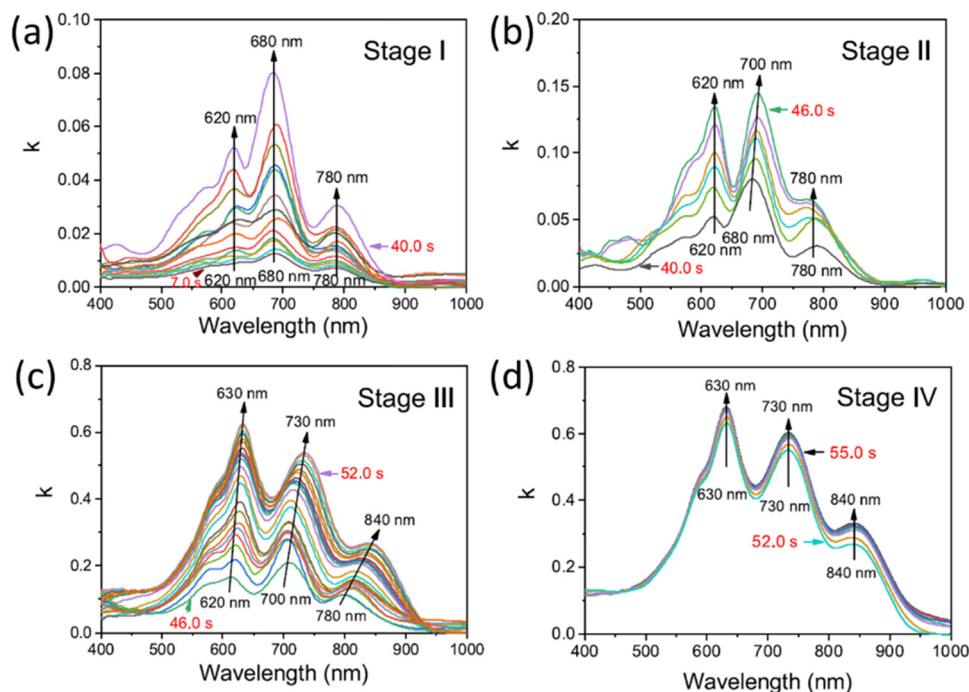 (a)
Stage I
0.10
0.08
0.06
0.04
0.02
0.00
k
680 nm
620 nm
780 nm
40.0 s
7.0 s
620 nm
680 nm
780 nm
400 500 600 700 800 900 1000
Wavelength (nm)
(b)
Stage II
0.20
0.15
0.10
0.05
0.00
k
620 nm
700 nm
46.0 s
780 nm
680 nm
620 nm
40.0 s
780 nm
400 500 600 700 800 900 1000
Wavelength (nm)
(c)
Stage III
0.8
0.6
0.4
0.2
0.0
k
630 nm
730 nm
52.0 s
840 nm
620 nm
700 nm
780 nm
46.0 s
400 500 600 700 800 900 1000
Wavelength (nm)
(d)
Stage IV
0.8
0.6
0.4
0.2
0.0
k
630 nm
730 nm
55.0 s
630 nm
730 nm
840 nm
52.0 s
840 nm
400 500 600 700 800 900 1000
Wavelength (nm)